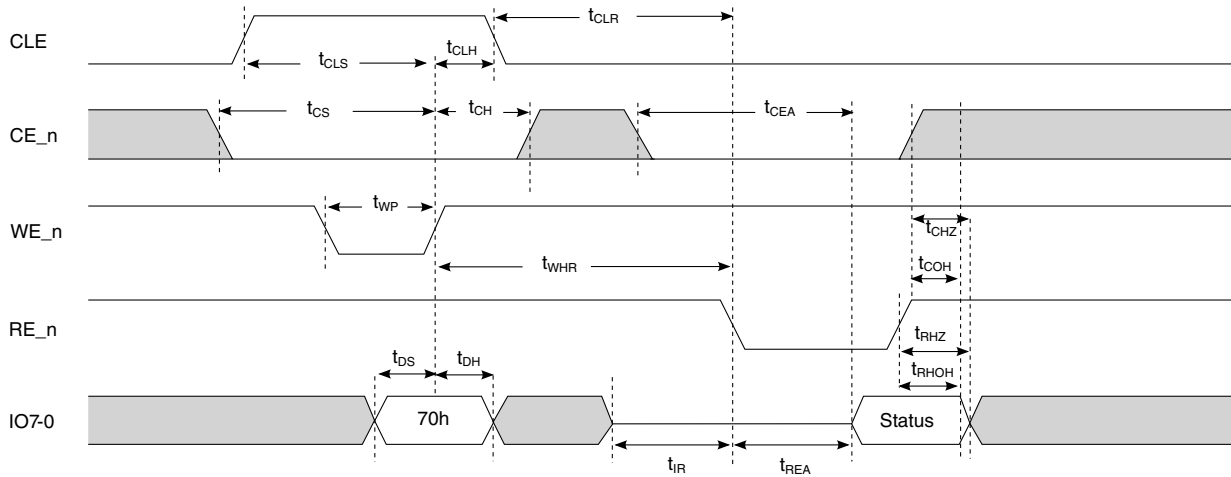 CLE
tCLR
tCLH
tCLS
CE_n
tCS
tCH
tCEA
WE_n
tWP
tCHZ
tWHR
tCOH
RE_n
tRHZ
tDS
tDH
tRHOH
IO7-0
70h
Status
tIR
tREA